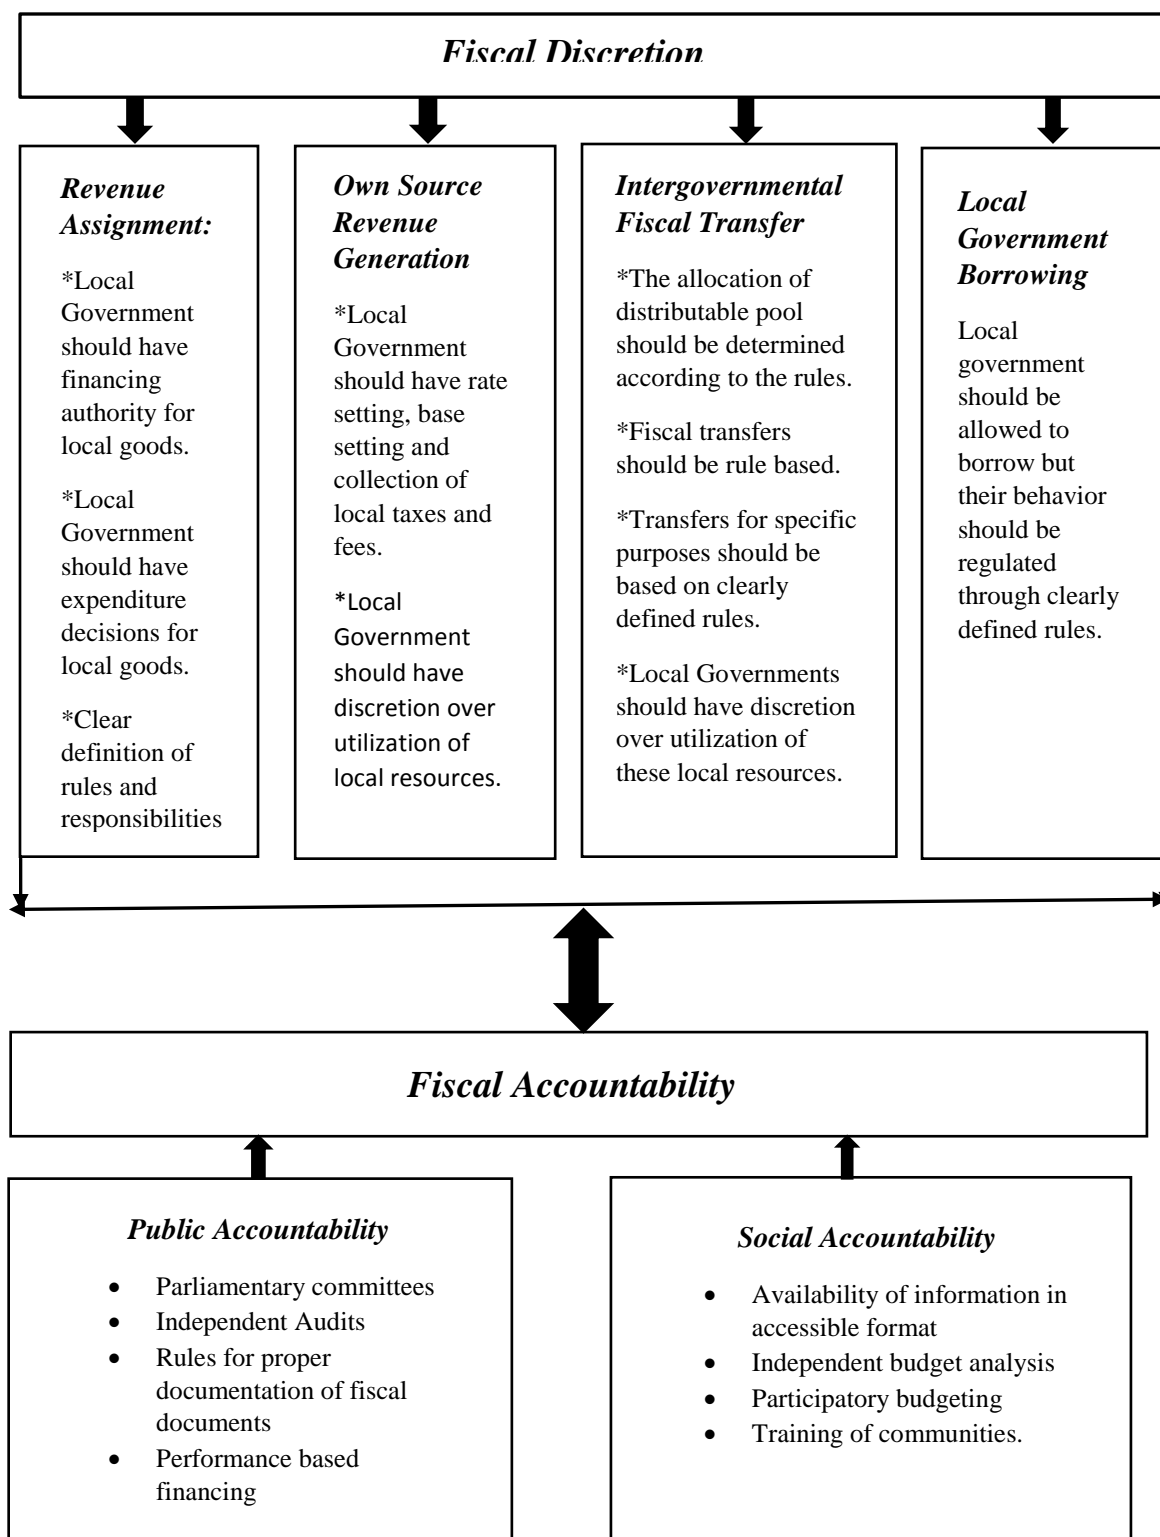 Fiscal Discretion
Revenue
Assignment:
*Local
Government
should have
financing
authority for
local goods.
*Local
Government
should have
expenditure
decisions for
local goods.
*Clear
definition of
rules and
responsibilities
Own Source
Revenue
Generation
*Local
Government
should have rate
setting, base
setting and
collection of
local taxes and
fees.
*Local
Government
should have
discretion over
utilization of
local resources.
Intergovernmental
Fiscal Transfer
*The allocation of
distributable pool
should be determined
according to the rules.
*Fiscal transfers
should be rule based.
*Transfers for specific
purposes should be
based on clearly
defined rules.
*Local Governments
should have discretion
over utilization of
these local resources.
Local
Government
Borrowing
Local
government
should be
allowed to
borrow but
their behavior
should be
regulated
through clearly
defined rules.
Fiscal Accountability
Public Accountability
• Parliamentary committees
• Independent Audits
• Rules for proper
documentation of fiscal
documents
• Performance based
financing
Social Accountability
• Availability of information in
accessible format
• Independent budget analysis
• Participatory budgeting
• Training of communities.